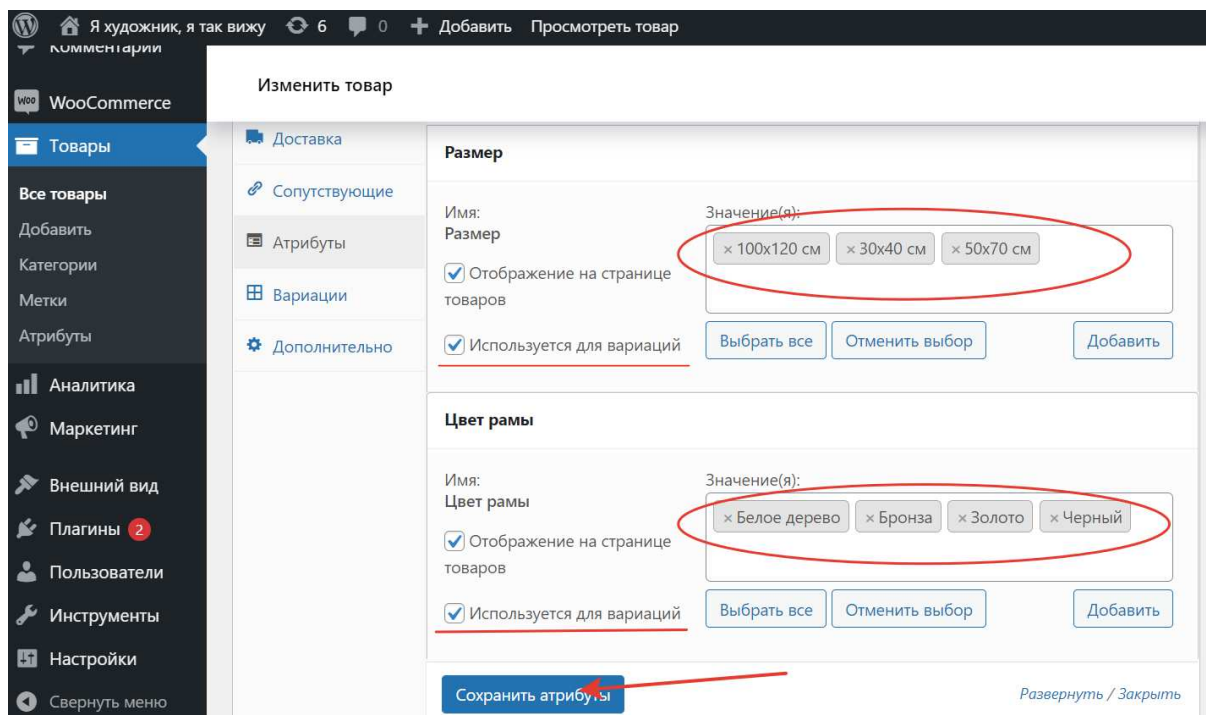 Я художник, я так вижу 6 0 Добавить Просмотреть товар
Комментарии
Woo WooCommerce
Товары
Все товары
Добавить
Категории
Метки
Атрибуты
Аналитика
Маркетинг
Внешний вид
Плагины 2
Пользователи
Инструменты
Настройки
Свернуть меню
Изменить товар
Доставка
Сопутствующие
Атрибуты
Вариации
Дополнительно
Размер
Имя:
Размер
Отображение на странице
товаров
Используется для вариаций
Значение(я):
× 100x120 см × 30x40 см × 50x70 см
Выбрать все Отменить выбор Добавить
Цвет рамы
Имя:
Цвет рамы
Отображение на странице
товаров
Используется для вариаций
Значение(я):
× Белое дерево × Бронза × Золото × Черный
Выбрать все Отменить выбор Добавить
Сохранить атрибуты
Развернуть / Закрыть